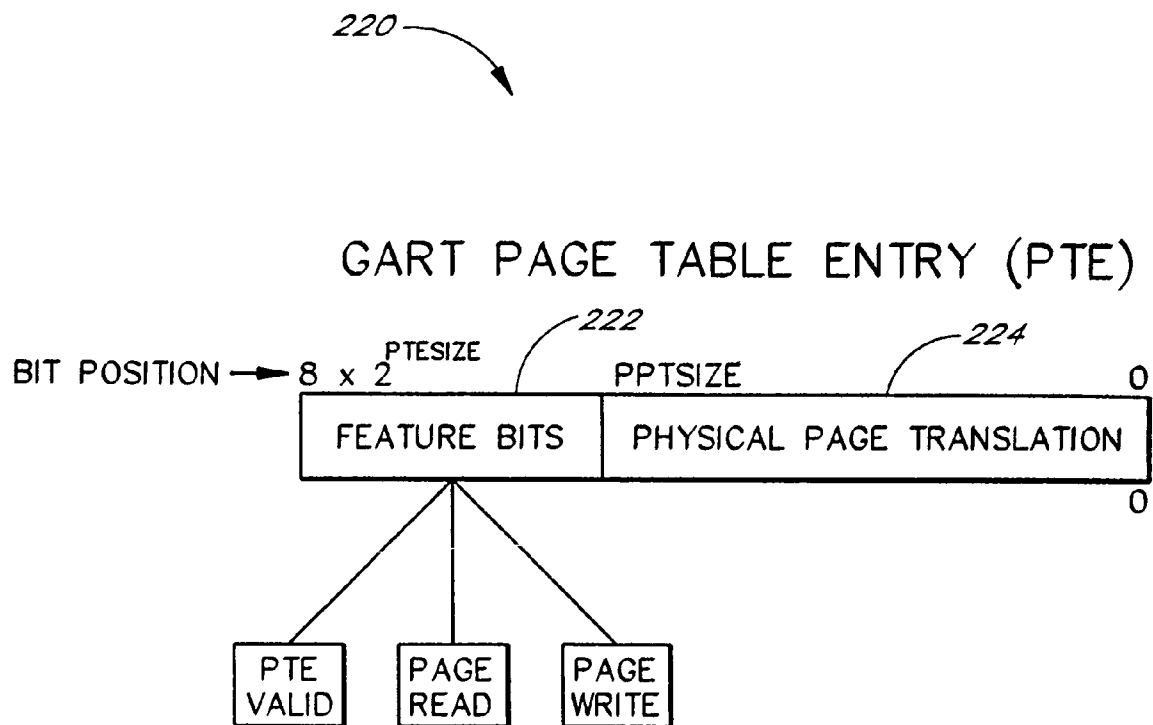 220
GART PAGE TABLE ENTRY (PTE)
222
224
BIT POSITION → 8 x 2^PTESIZE PPTSIZE 0
FEATURE BITS PHYSICAL PAGE TRANSLATION
0
PTE VALID
PAGE READ
PAGE WRITE